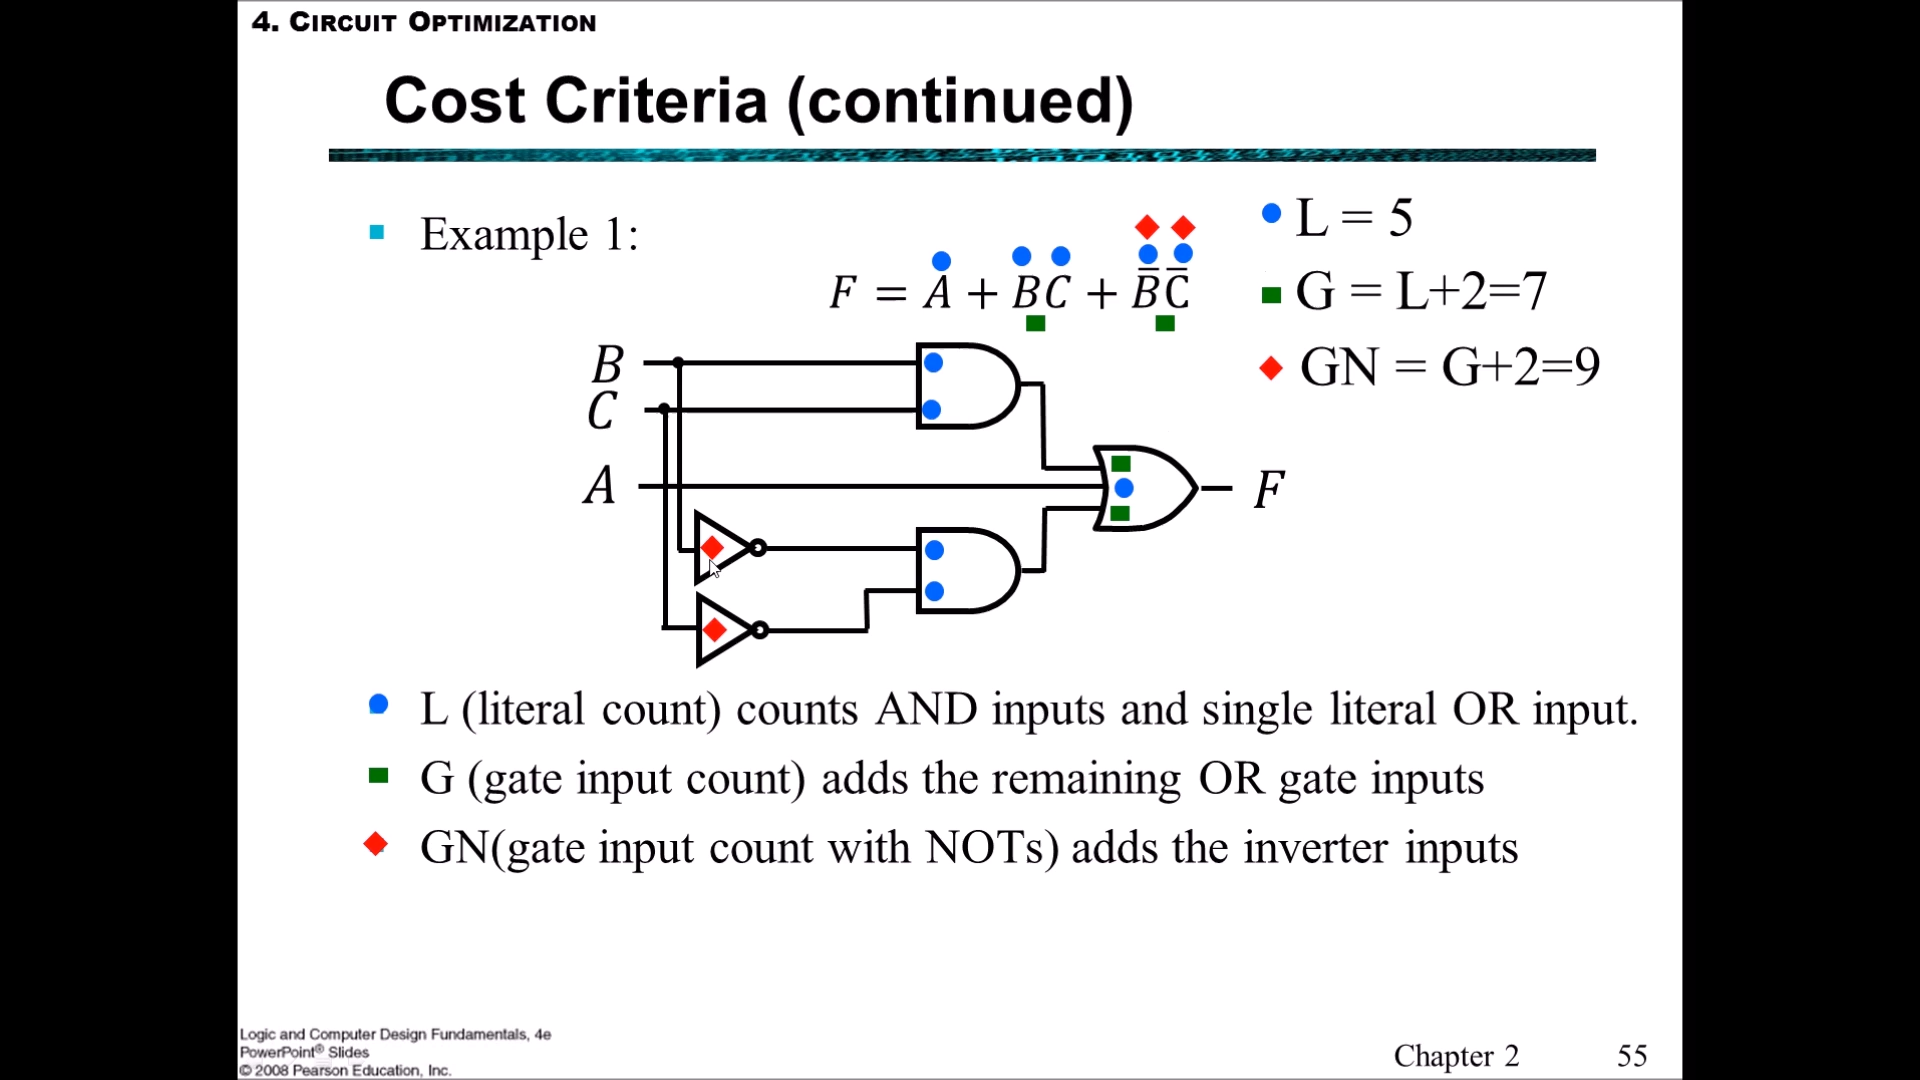 4. CIRCUIT OPTIMIZATION
Cost Criteria (continued)
Example 1:
F = A + BC + B̅C̅
L = 5
G = L+2=7
GN = G+2=9
B
C
A
F
L (literal count) counts AND inputs and single literal OR input.
G (gate input count) adds the remaining OR gate inputs
GN(gate input count with NOTs) adds the inverter inputs
Logic and Computer Design Fundamentals, 4e
PowerPoint® Slides
© 2008 Pearson Education, Inc.
Chapter 2 55